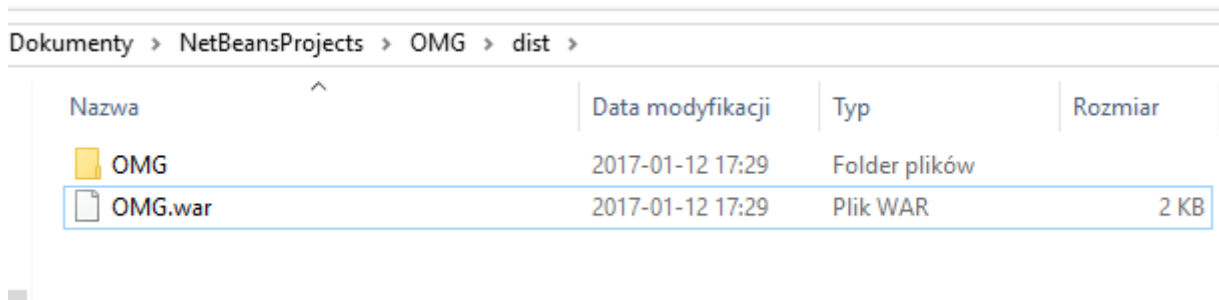 Dokumenty > NetBeansProjects > OMG > dist >
Nazwa Data modyfikacji Typ Rozmiar
OMG 2017-01-12 17:29 Folder plików
OMG.war 2017-01-12 17:29 Plik WAR 2 KB